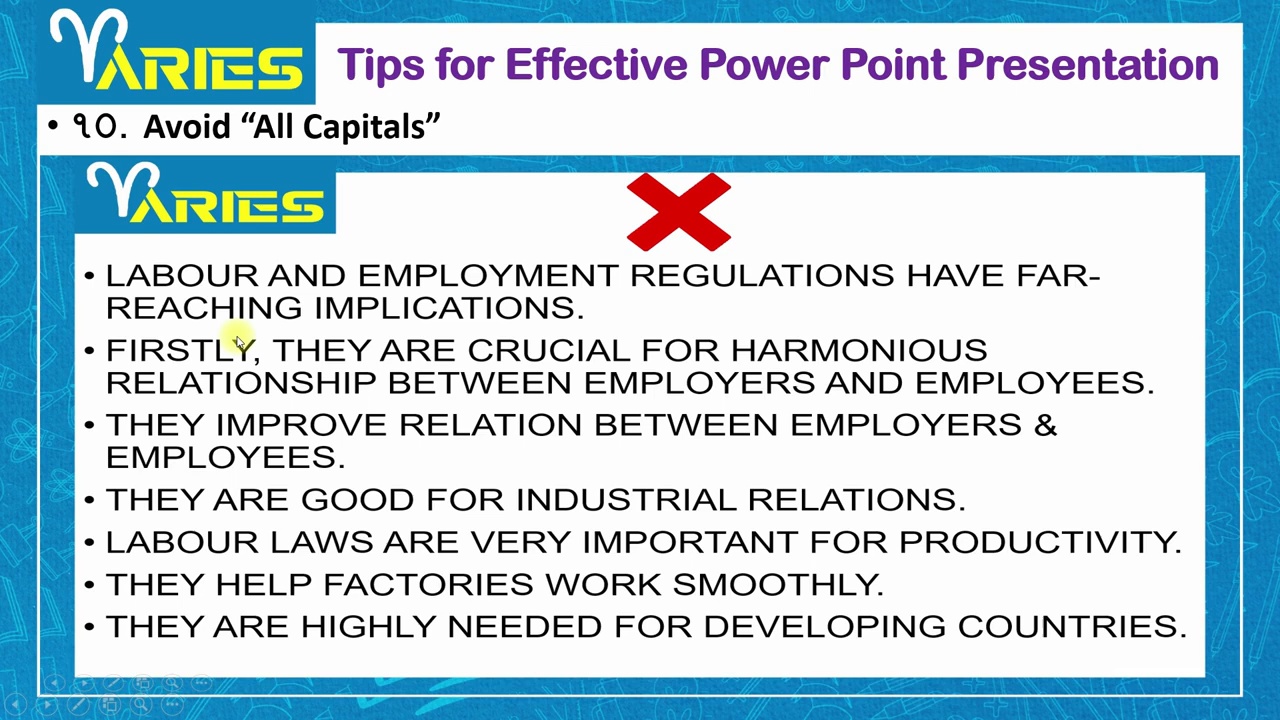 ARIES
Tips for Effective Power Point Presentation
• ૧૦. Avoid “All Capitals”
ARIES
• LABOUR AND EMPLOYMENT REGULATIONS HAVE FAR-
REACHING IMPLICATIONS.
• FIRSTLY, THEY ARE CRUCIAL FOR HARMONIOUS
RELATIONSHIP BETWEEN EMPLOYERS AND EMPLOYEES.
• THEY IMPROVE RELATION BETWEEN EMPLOYERS &
EMPLOYEES.
• THEY ARE GOOD FOR INDUSTRIAL RELATIONS.
• LABOUR LAWS ARE VERY IMPORTANT FOR PRODUCTIVITY.
• THEY HELP FACTORIES WORK SMOOTHLY.
• THEY ARE HIGHLY NEEDED FOR DEVELOPING COUNTRIES.